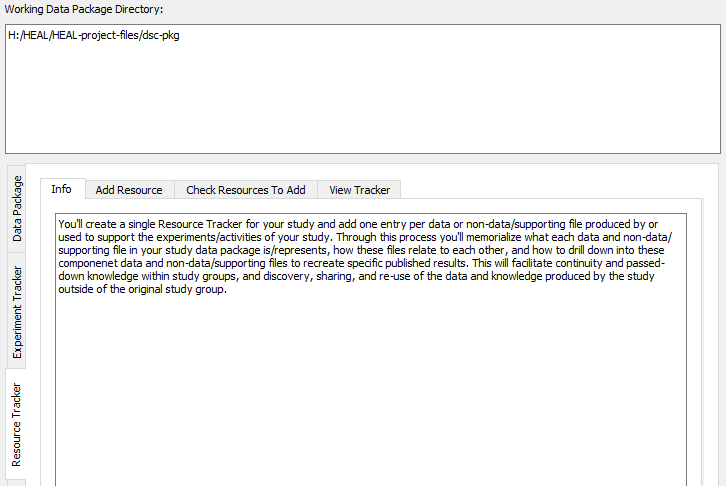 Working Data Package Directory:
H:/HEAL/HEAL-project-files/dsc-pkg
Data Package
Experiment Tracker
Resource Tracker
Info
Add Resource
Check Resources To Add
View Tracker
You'll create a single Resource Tracker for your study and add one entry per data or non-data/supporting file produced by or
used to support the experiments/activities of your study. Through this process you'll memorialize what each data and non-data/
supporting file in your study data package is/represents, how these files relate to each other, and how to drill down into these
componenet data and non-data/supporting files to recreate specific published results. This will facilitate continuity and passed-
down knowledge within study groups, and discovery, sharing, and re-use of the data and knowledge produced by the study
outside of the original study group.